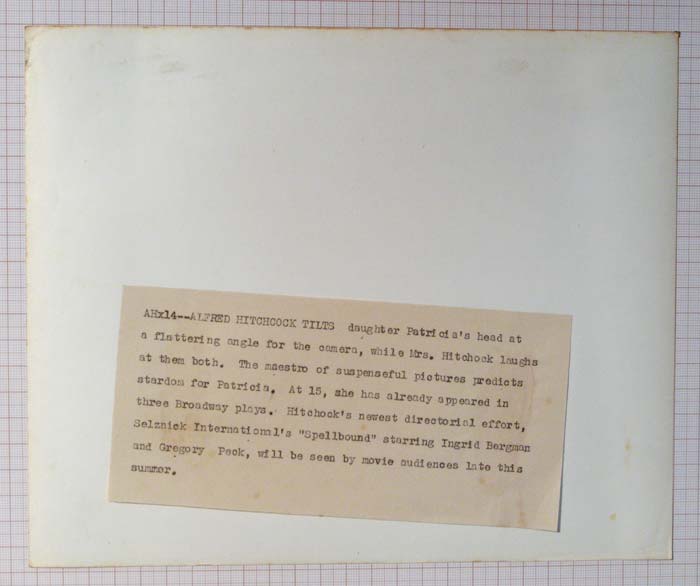 AHx14--ALFRED HITCHCOCK TILTS daughter Patricia's head at
a flattering angle for the camera, while Mrs. Hitchock laughs
at them both. The maestro of suspenseful pictures predicts
stardom for Patricia. At 15, she has already appeared in
three Broadway plays. Hitchock's newest directorial effort,
Selznick International's "Spellbound" starring Ingrid Bergman
and Gregory Peck, will be seen by movie audiences late this
summer.